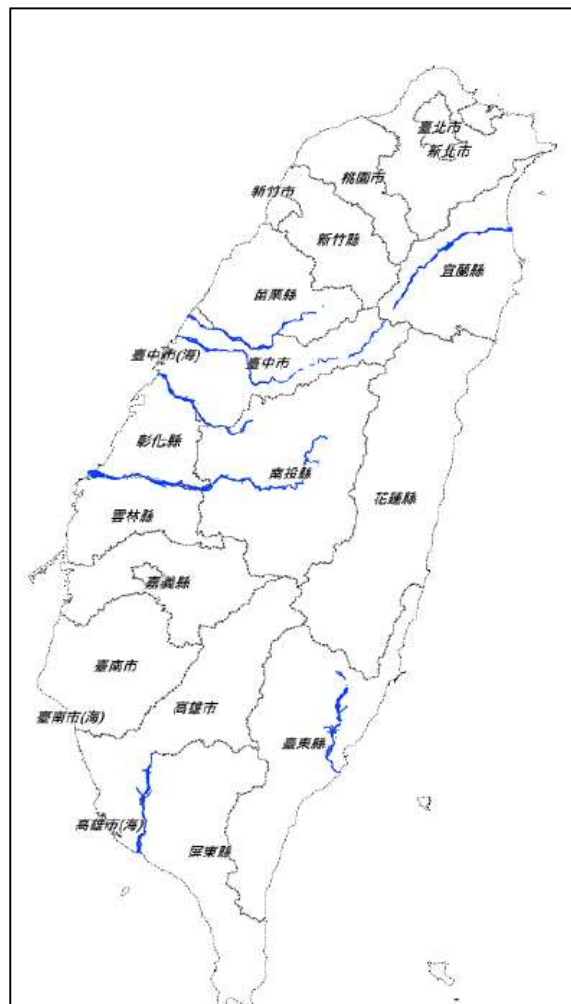 臺北市
新北市
桃園市
新竹市
新竹縣
宜蘭縣
苗栗縣
臺中市(海)
臺中市
彰化縣
南投縣
花蓮縣
雲林縣
嘉義縣
臺南市
臺南市(海)
高雄市
臺東縣
高雄市(海)
屏東縣